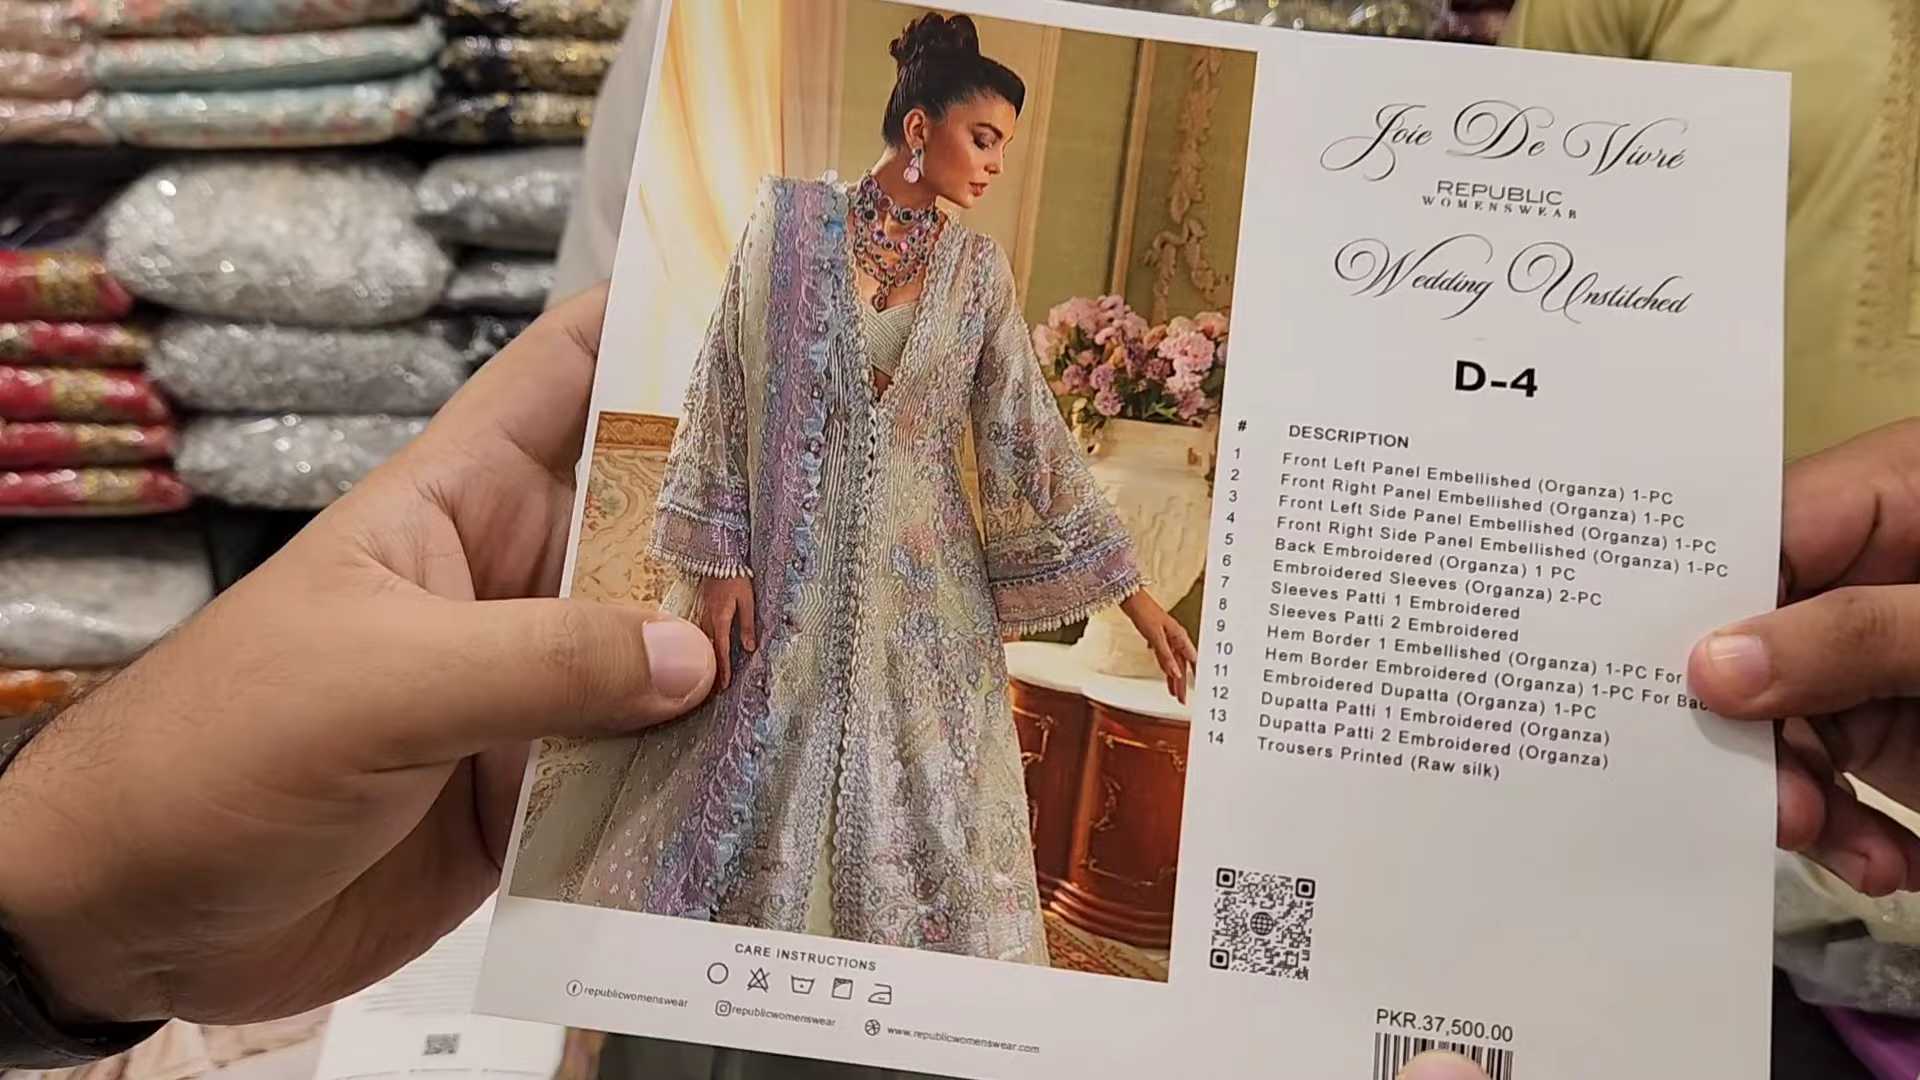 Joie De Vivré
REPUBLIC
WOMENSWEAR
Wedding Unstitched
D-4
# DESCRIPTION
1 Front Left Panel Embellished (Organza) 1-PC
2 Front Right Panel Embellished (Organza) 1-PC
3 Front Left Side Panel Embellished (Organza) 1-PC
4 Front Right Side Panel Embellished (Organza) 1-PC
5 Back Embroidered (Organza) 1 PC
6 Embroidered Sleeves (Organza) 2-PC
7 Sleeves Patti 1 Embroidered
8 Sleeves Patti 2 Embroidered
9 Hem Border 1 Embellished (Organza) 1-PC For
10 Hem Border Embroidered (Organza) 1-PC For Bac
11 Embroidered Dupatta (Organza) 1-PC
12 Dupatta Patti 1 Embroidered (Organza)
13 Dupatta Patti 2 Embroidered (Organza)
14 Trousers Printed (Raw silk)
CARE INSTRUCTIONS
republicwomenswear
republicwomenswear
www.republicwomenswear.com
PKR.37,500.00